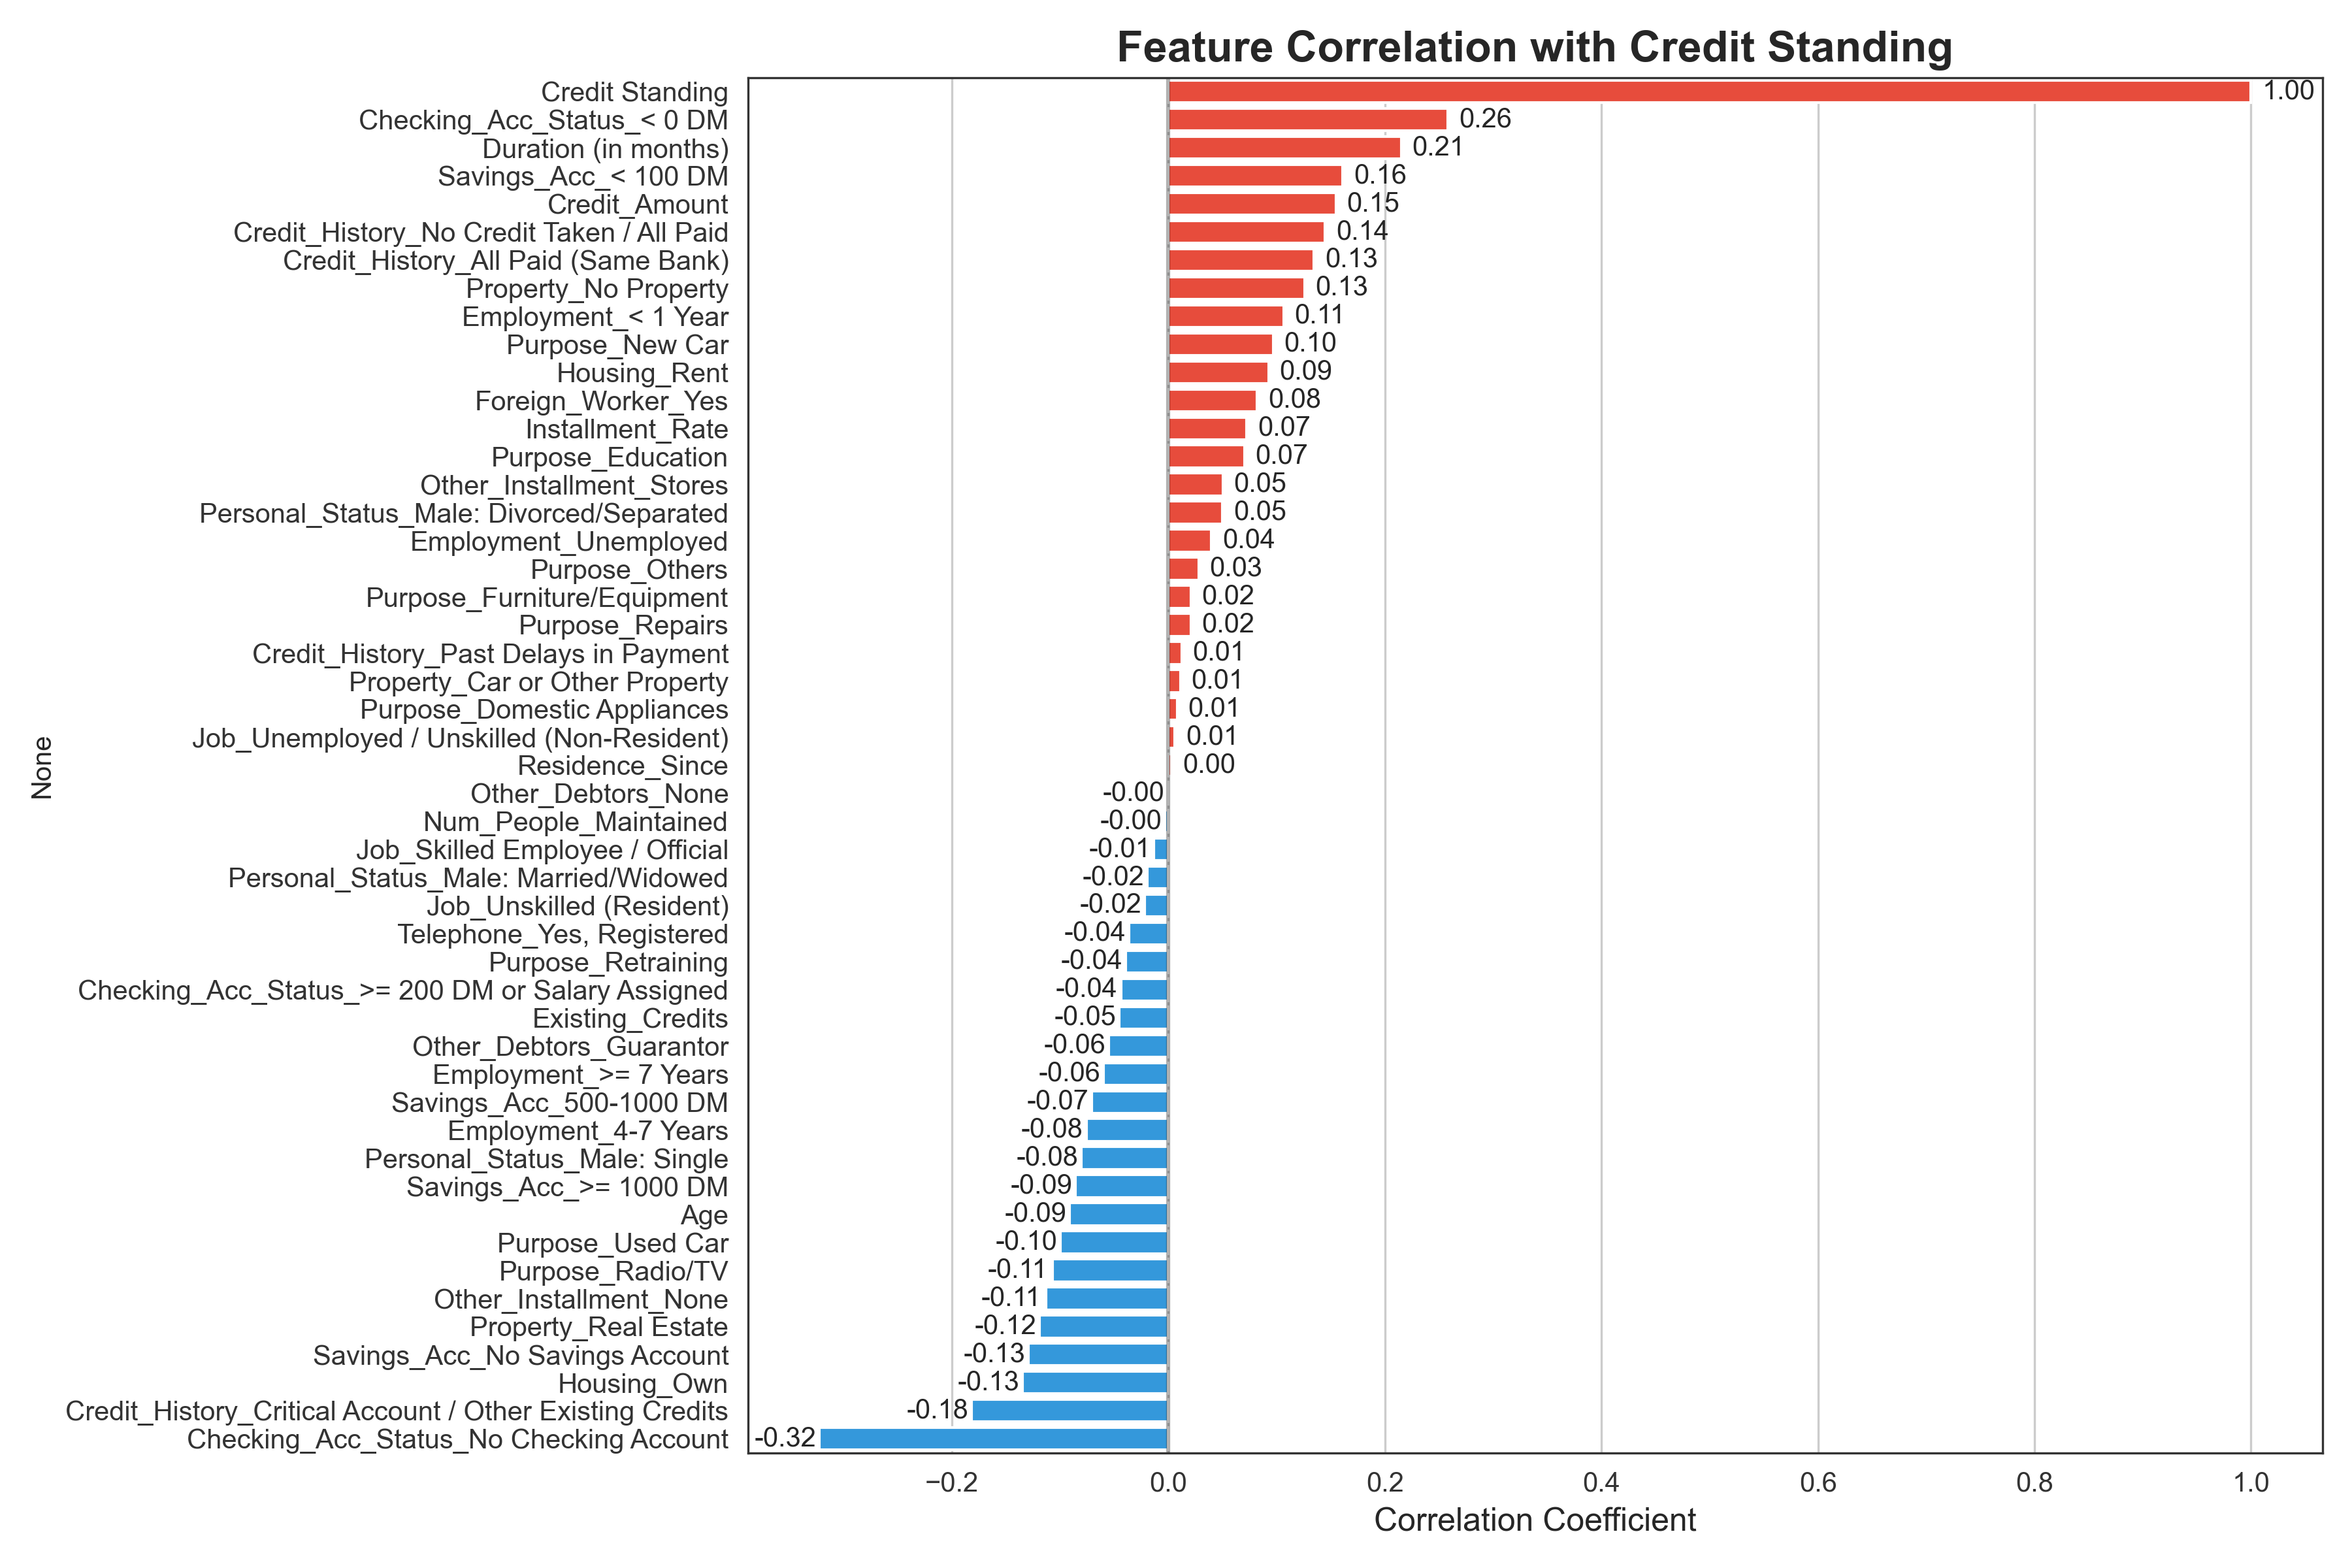 Feature Correlation with Credit Standing
Credit Standing 1.00
Checking_Acc_Status_< 0 DM 0.26
Duration (in months) 0.21
Savings_Acc_< 100 DM 0.16
Credit_Amount 0.15
Credit_History_No Credit Taken / All Paid 0.14
Credit_History_All Paid (Same Bank) 0.13
Property_No Property 0.13
Employment_< 1 Year 0.11
Purpose_New Car 0.10
Housing_Rent 0.09
Foreign_Worker_Yes 0.08
Installment_Rate 0.07
Purpose_Education 0.07
Other_Installment_Stores 0.05
Personal_Status_Male: Divorced/Separated 0.05
Employment_Unemployed 0.04
Purpose_Others 0.03
Purpose_Furniture/Equipment 0.02
Purpose_Repairs 0.02
Credit_History_Past Delays in Payment 0.01
Property_Car or Other Property 0.01
Purpose_Domestic Appliances 0.01
Job_Unemployed / Unskilled (Non-Resident) 0.01
Residence_Since 0.00
Other_Debtors_None -0.00
Num_People_Maintained -0.00
Job_Skilled Employee / Official -0.01
Personal_Status_Male: Married/Widowed -0.02
Job_Unskilled (Resident) -0.02
Telephone_Yes, Registered -0.04
Purpose_Retraining -0.04
Checking_Acc_Status_>= 200 DM or Salary Assigned -0.04
Existing_Credits -0.05
Other_Debtors_Guarantor -0.06
Employment_>= 7 Years -0.06
Savings_Acc_500-1000 DM -0.07
Employment_4-7 Years -0.08
Personal_Status_Male: Single -0.08
Savings_Acc_>= 1000 DM -0.09
Age -0.09
Purpose_Used Car -0.10
Purpose_Radio/TV -0.11
Other_Installment_None -0.11
Property_Real Estate -0.12
Savings_Acc_No Savings Account -0.13
Housing_Own -0.13
Credit_History_Critical Account / Other Existing Credits -0.18
Checking_Acc_Status_No Checking Account -0.32
None
−0.2 0.0 0.2 0.4 0.6 0.8 1.0
Correlation Coefficient